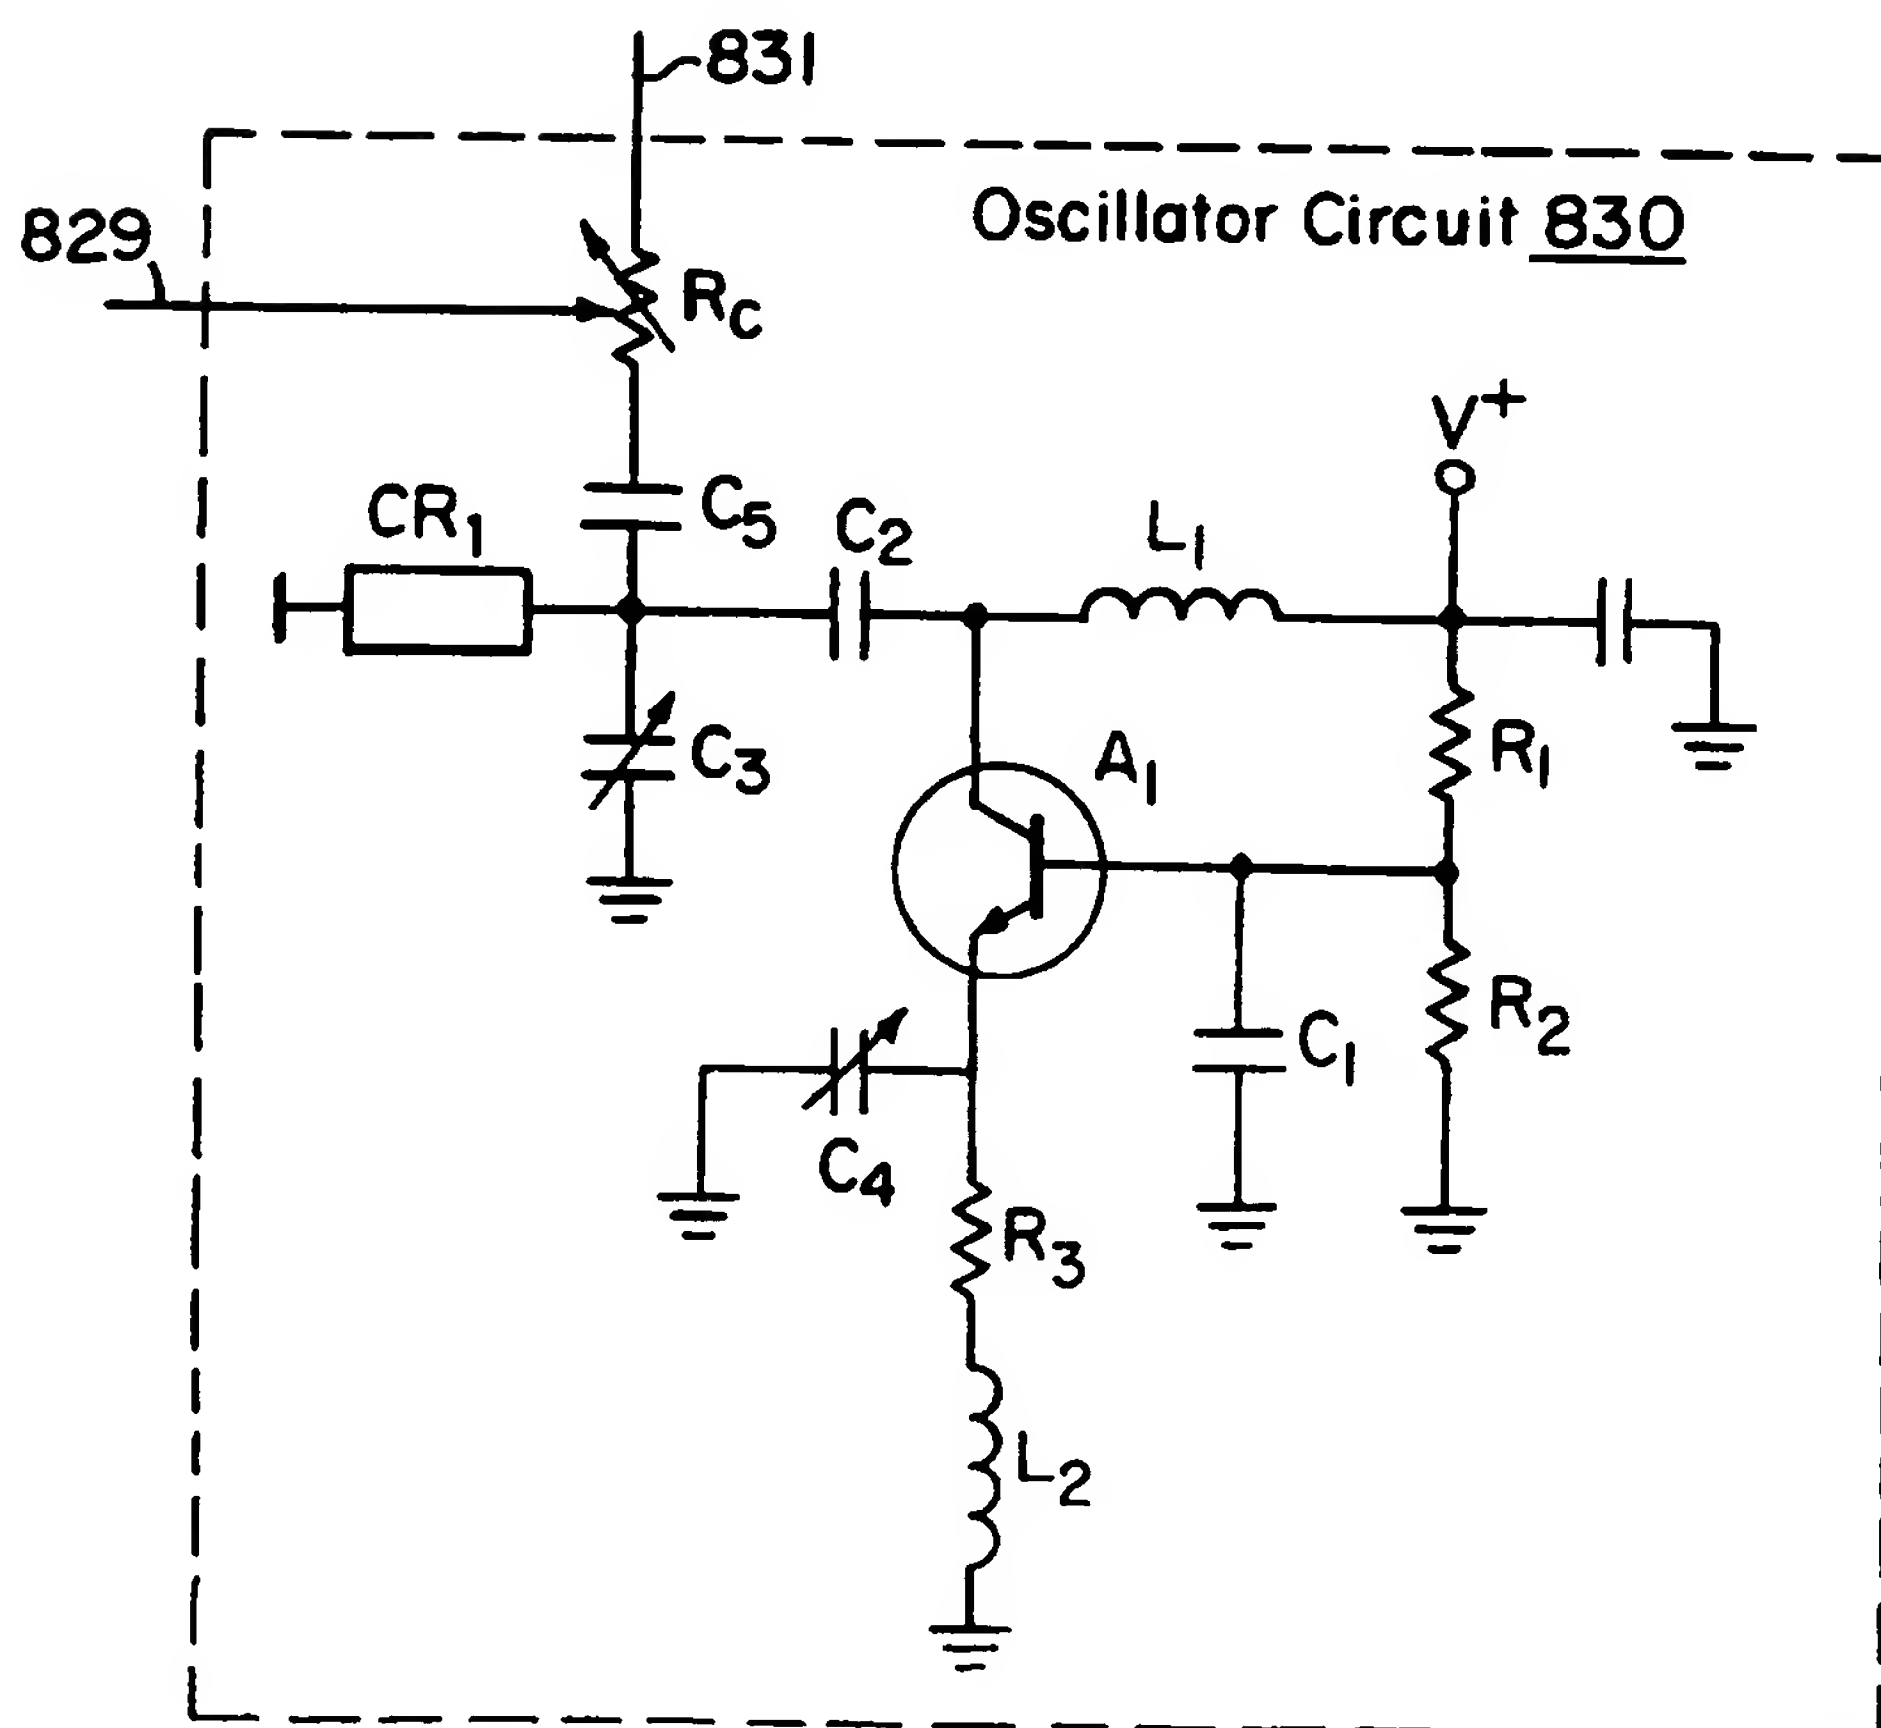 831
Oscillator Circuit 830
829
RC
V+
CR1
C5
C2
L1
C3
A1
R1
C4
C1
R2
R3
L2